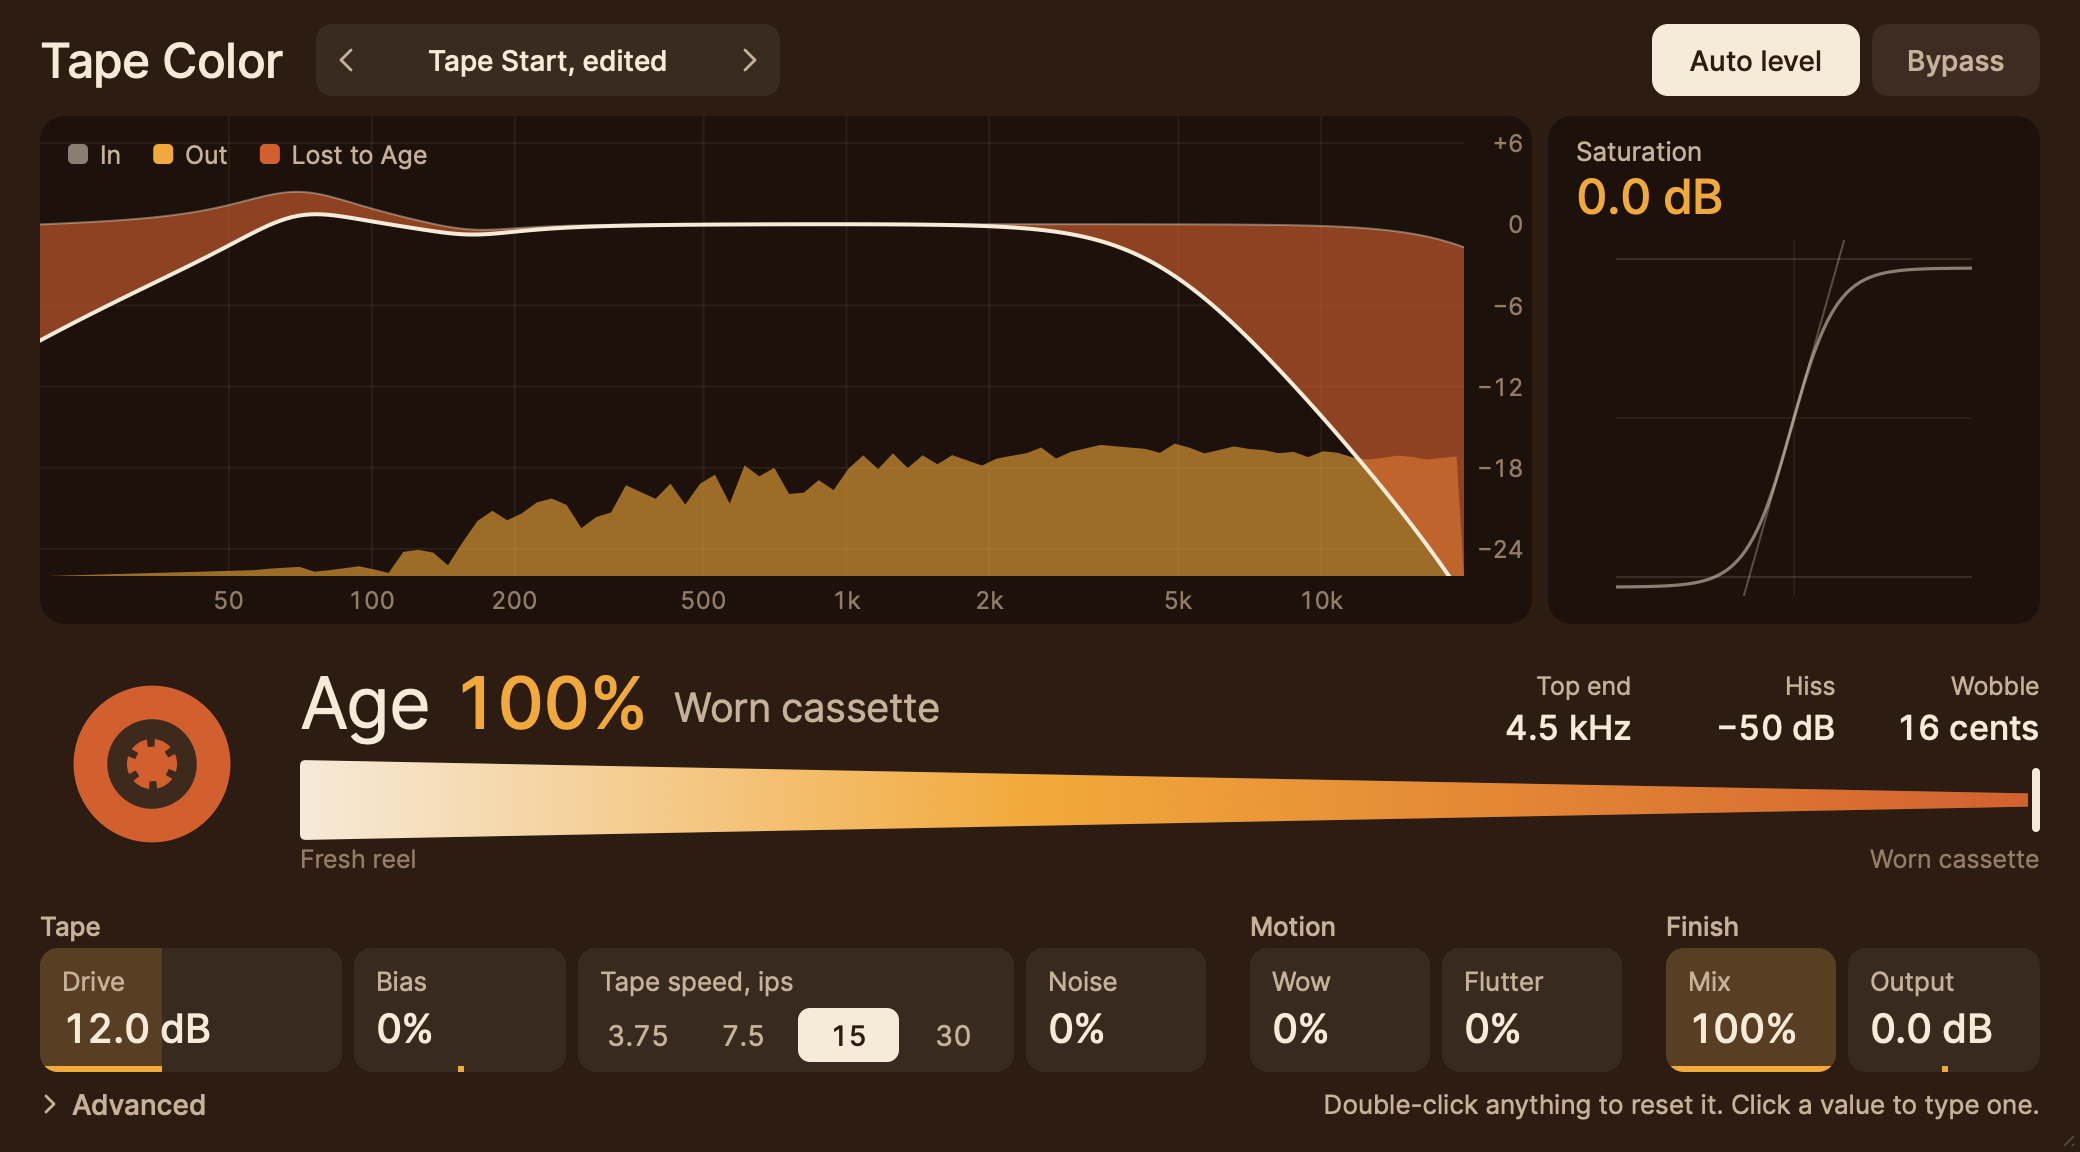 Tape Color
Tape Start, edited
Auto level
Bypass
In
Out
Lost to Age
+6
0
−6
−12
−18
−24
50
100
200
500
1k
2k
5k
10k
Saturation
0.0 dB
Age 100% Worn cassette
Top end
4.5 kHz
Hiss
−50 dB
Wobble
16 cents
Fresh reel
Worn cassette
Tape
Drive
12.0 dB
Bias
0%
Tape speed, ips
3.75 7.5 15 30
Noise
0%
Motion
Wow
0%
Flutter
0%
Finish
Mix
100%
Output
0.0 dB
Advanced
Double-click anything to reset it. Click a value to type one.